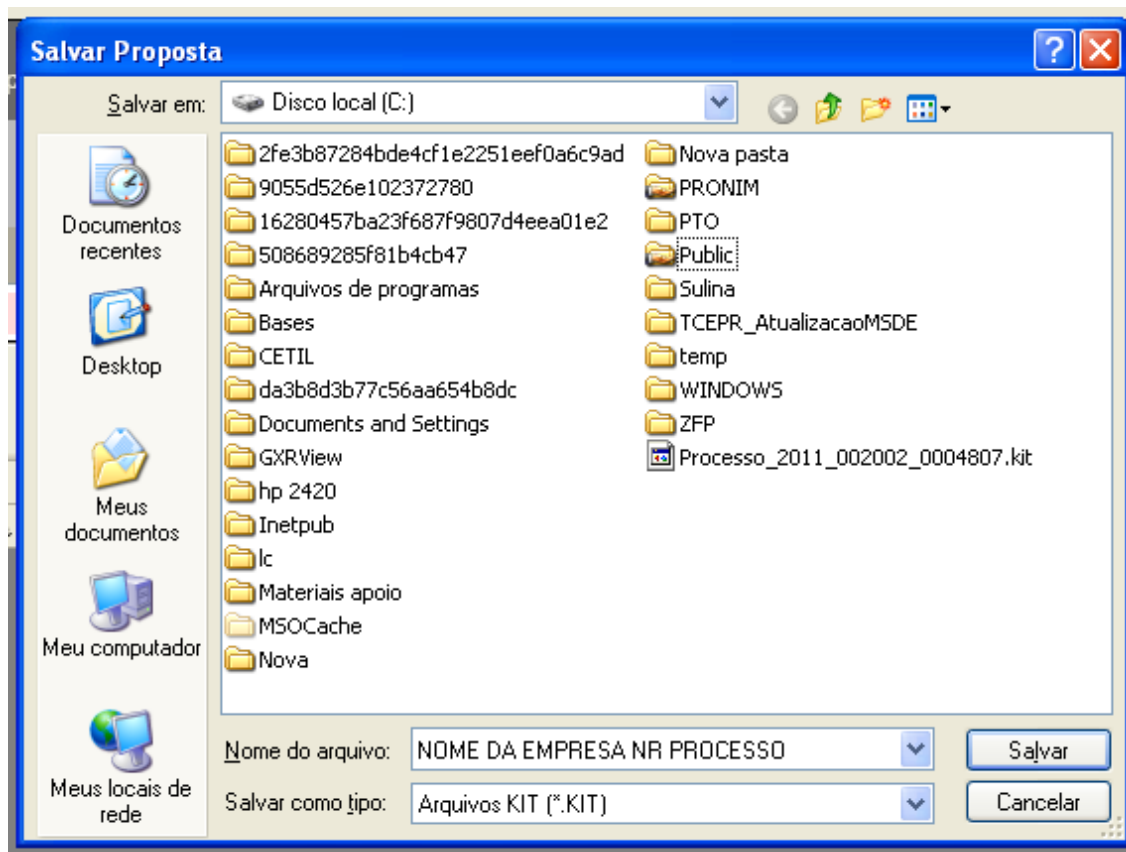 Salvar Proposta
Salvar em:
Disco local (C:)
Documentos
recentes
Desktop
Meus
documentos
Meu computador
Meus locais de
rede
2fe3b87284bde4cf1e2251eef0a6c9ad
9055d526e102372780
16280457ba23f687f9807d4eea01e2
508689285f81b4cb47
Arquivos de programas
Bases
CETIL
da3b8d3b77c56aa654b8dc
Documents and Settings
GXRView
hp 2420
Inetpub
lc
Materiais apoio
MSOCache
Nova
Nova pasta
PRONIM
PTO
Public
Sulina
TCEPR_AtualizacaoMSDE
temp
WINDOWS
ZFP
Processo_2011_002002_0004807.kit
Nome do arquivo:
NOME DA EMPRESA NR PROCESSO
Salvar
Salvar como tipo:
Arquivos KIT (*.KIT)
Cancelar